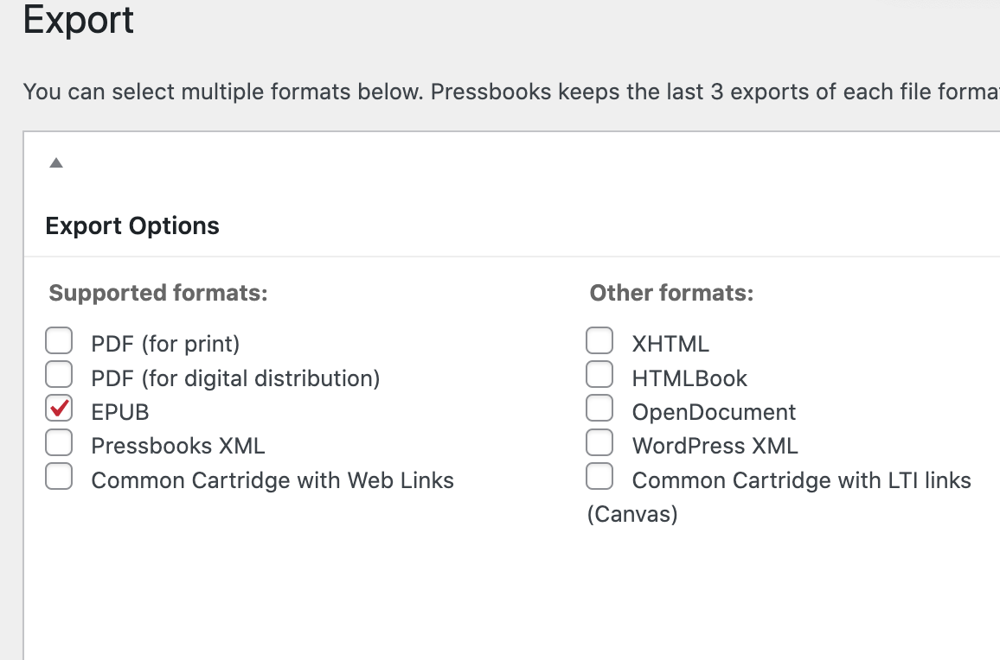 Export
You can select multiple formats below. Pressbooks keeps the last 3 exports of each file forma
Export Options
Supported formats:
PDF (for print)
PDF (for digital distribution)
EPUB
Pressbooks XML
Common Cartridge with Web Links
Other formats:
XHTML
HTMLBook
OpenDocument
WordPress XML
Common Cartridge with LTI links
(Canvas)